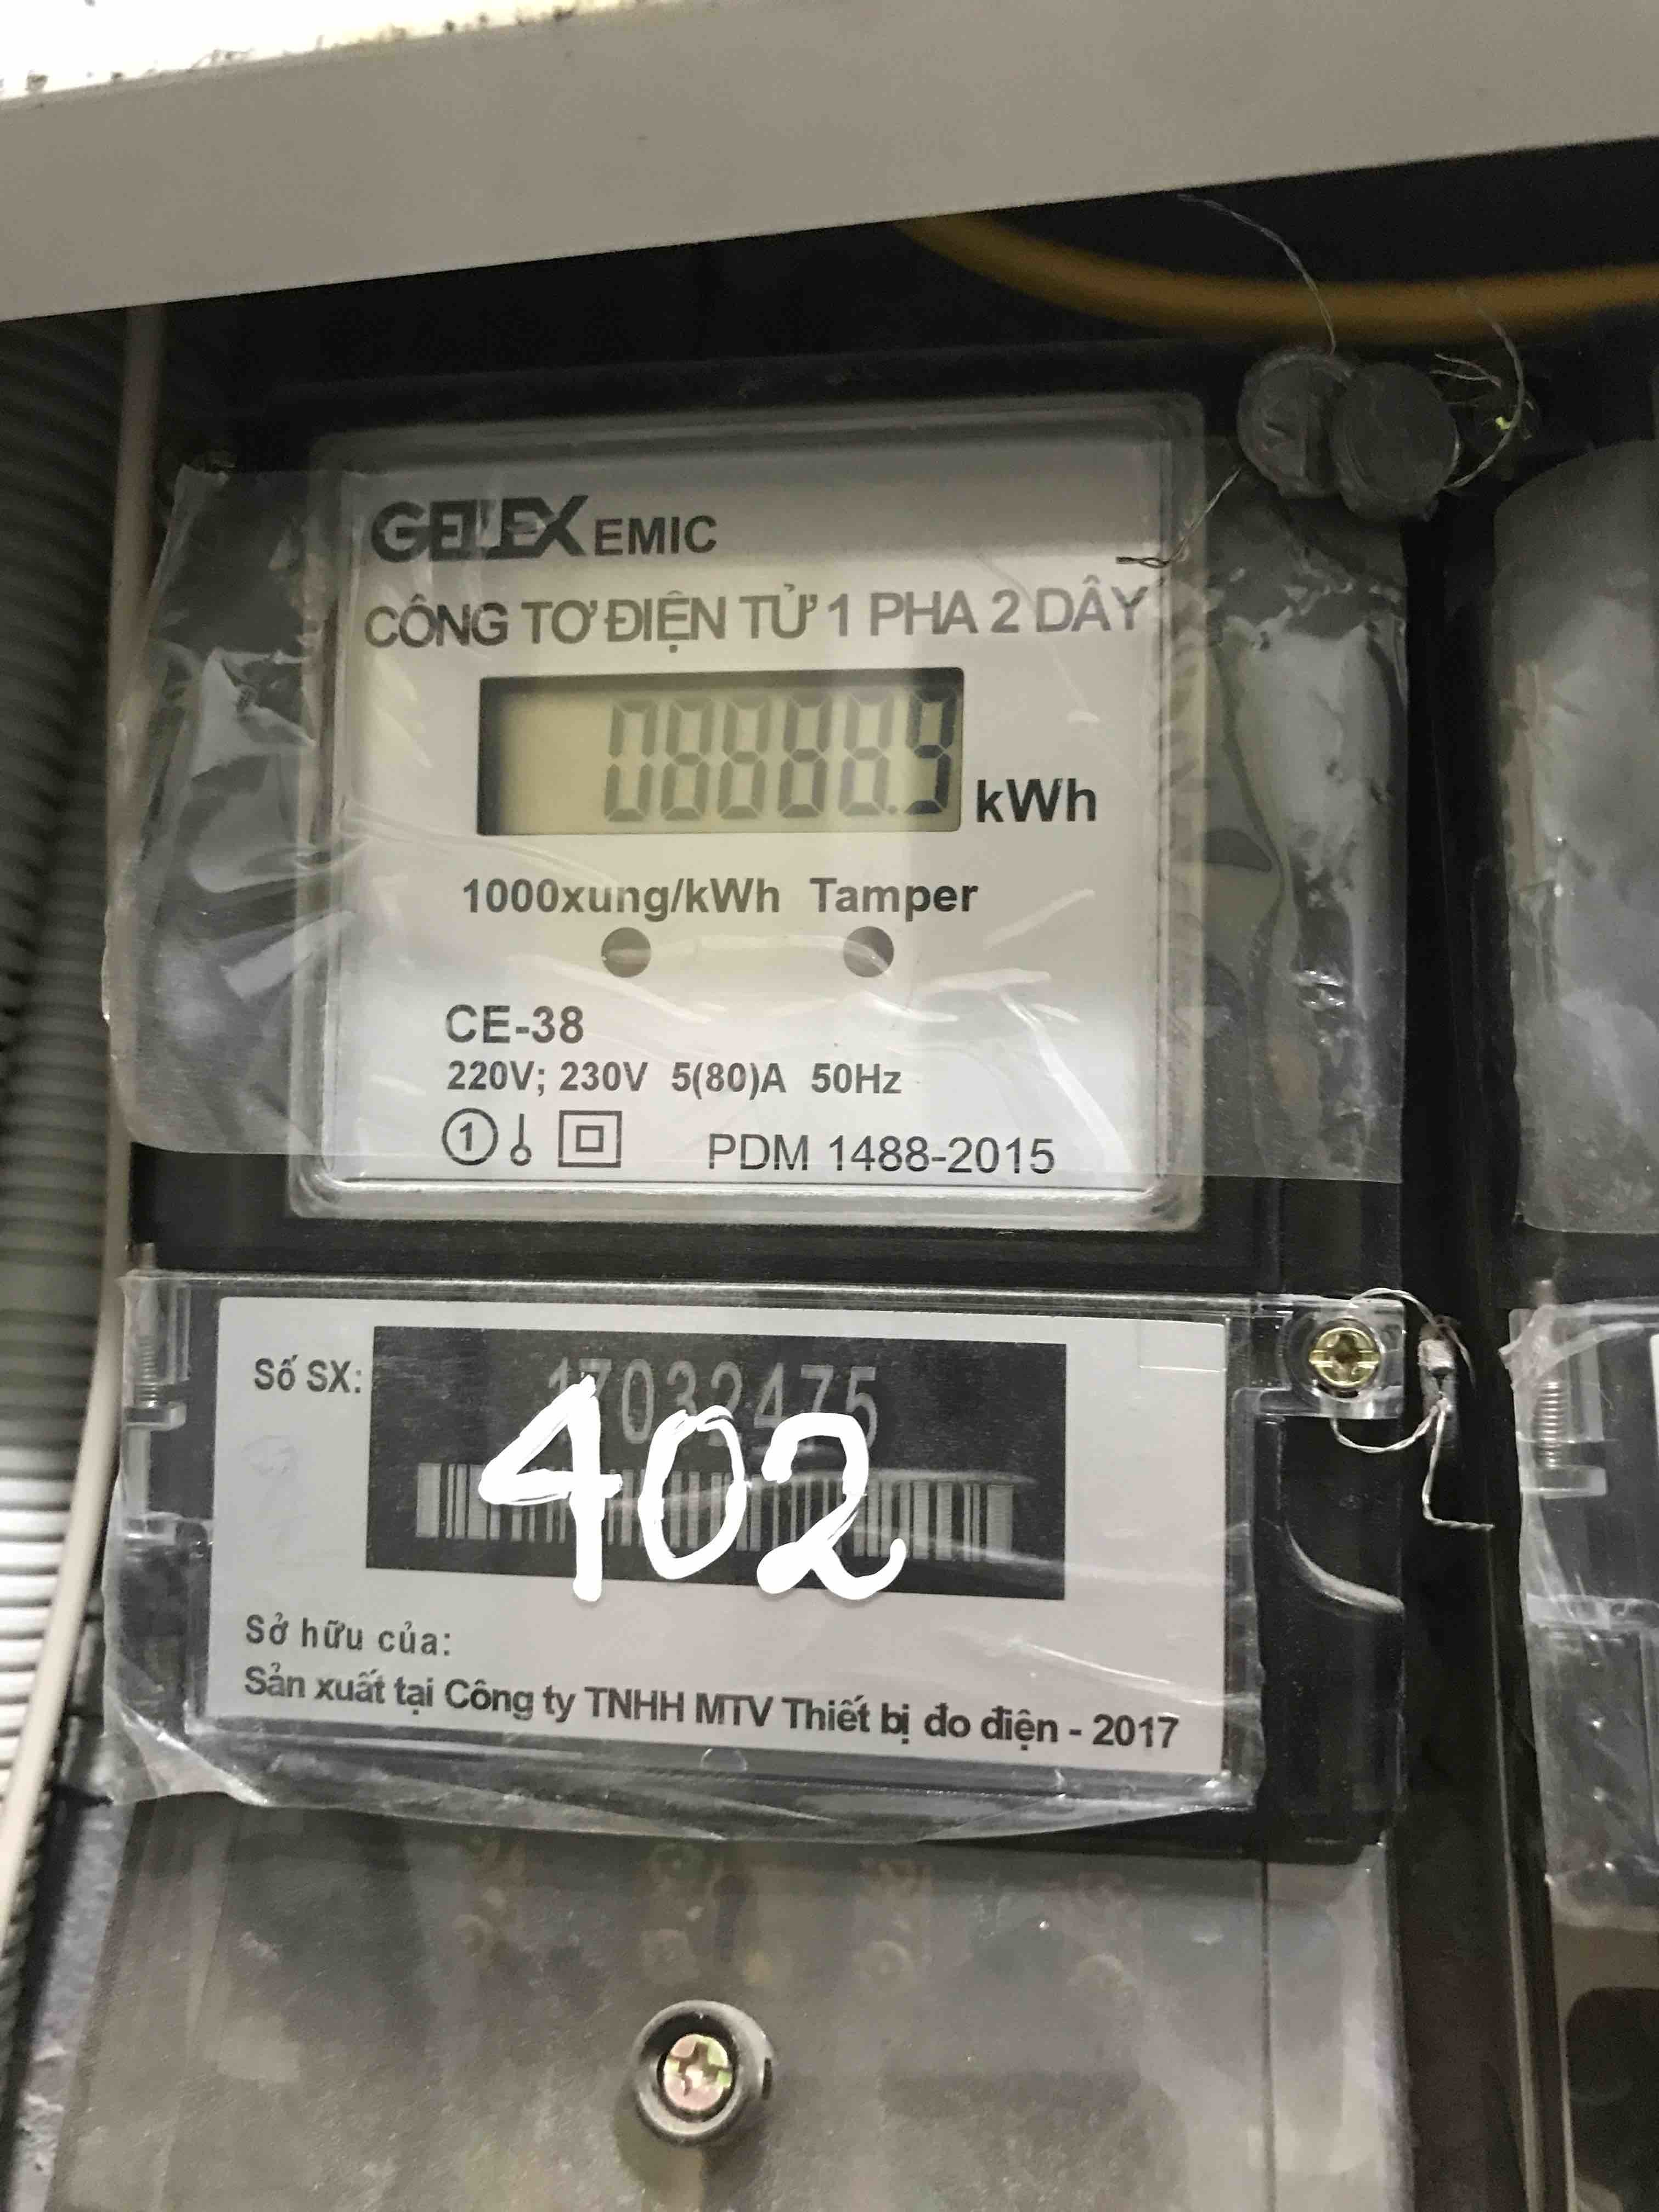 GELEX EMIC
CÔNG TƠ ĐIỆN TỬ 1 PHA 2 DÂY
kWh
1000xung/kWh Tamper
CE-38
220V; 230V 5(80)A 50Hz
1 PDM 1488-2015
Số SX: 17032475
402
Sở hữu của:
Sản xuất tại Công ty TNHH MTV Thiết bị đo điện - 2017